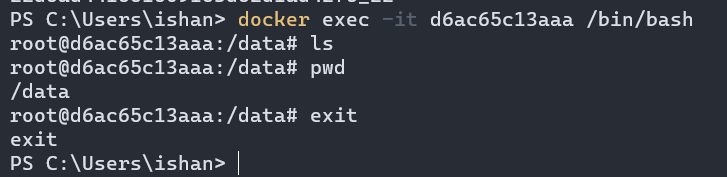 PS C:\Users\ishan> docker exec -it d6ac65c13aaa /bin/bash
root@d6ac65c13aaa:/data# ls
root@d6ac65c13aaa:/data# pwd
/data
root@d6ac65c13aaa:/data# exit
exit
PS C:\Users\ishan>